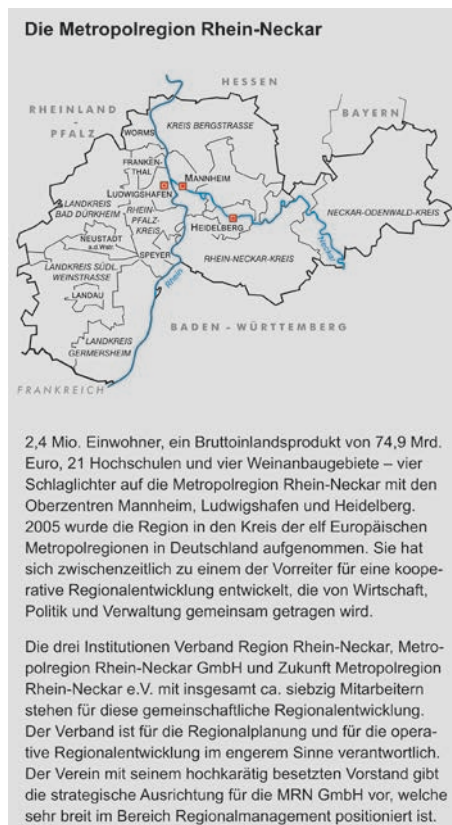 Die Metropolregion Rhein-Neckar
HESSEN
RHEINLAND
-
PFALZ
BAYERN
KREIS BERGSTRASSE
WORMS
FRANKEN-
THAL
MANNHEIM
LUDWIGSHAFEN
LANDKREIS
BAD DÜRKHEIM
RHEIN-
PFALZ-
KREIS
NECKAR-ODENWALD-KREIS
HEIDELBERG
Neckar
NEUSTADT
a.d.Wstr.
SPEYER
RHEIN-NECKAR-KREIS
LANDKREIS SÜDL.
WEINSTRASSE
Rhein
LANDAU
BADEN - WÜRTTEMBERG
LANDKREIS
GERMERSHEIM
FRANKREICH
2,4 Mio. Einwohner, ein Bruttoinlandsprodukt von 74,9 Mrd.
Euro, 21 Hochschulen und vier Weinanbaugebiete – vier
Schlaglichter auf die Metropolregion Rhein-Neckar mit den
Oberzentren Mannheim, Ludwigshafen und Heidelberg.
2005 wurde die Region in den Kreis der elf Europäischen
Metropolregionen in Deutschland aufgenommen. Sie hat
sich zwischenzeitlich zu einem der Vorreiter für eine koope-
rative Regionalentwicklung entwickelt, die von Wirtschaft,
Politik und Verwaltung gemeinsam getragen wird.
Die drei Institutionen Verband Region Rhein-Neckar, Metro-
polregion Rhein-Neckar GmbH und Zukunft Metropolregion
Rhein-Neckar e.V. mit insgesamt ca. siebzig Mitarbeitern
stehen für diese gemeinschaftliche Regionalentwicklung.
Der Verband ist für die Regionalplanung und für die opera-
tive Regionalentwicklung im engerem Sinne verantwortlich.
Der Verein mit seinem hochkarätig besetzten Vorstand gibt
die strategische Ausrichtung für die MRN GmbH vor, welche
sehr breit im Bereich Regionalmanagement positioniert ist.